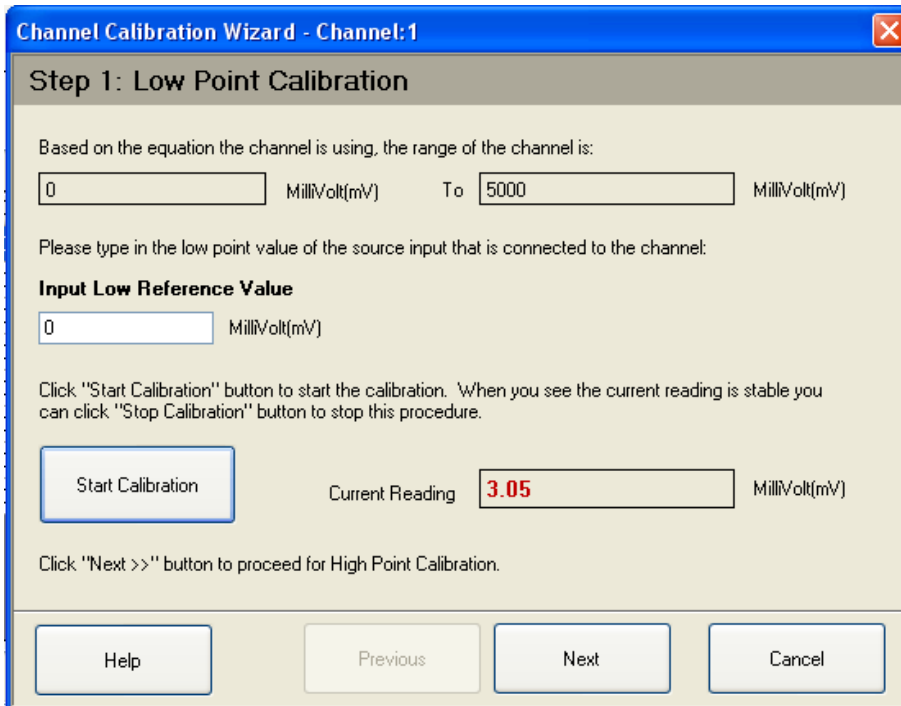 Channel Calibration Wizard - Channel:1
Step 1: Low Point Calibration
Based on the equation the channel is using, the range of the channel is:
0 MilliVolt(mV) To 5000 MilliVolt(mV)
Please type in the low point value of the source input that is connected to the channel:
Input Low Reference Value
0 MilliVolt(mV)
Click "Start Calibration" button to start the calibration. When you see the current reading is stable you
can click "Stop Calibration" button to stop this procedure.
Start Calibration Current Reading 3.05 MilliVolt(mV)
Click "Next >>" button to proceed for High Point Calibration.
Help Previous Next Cancel